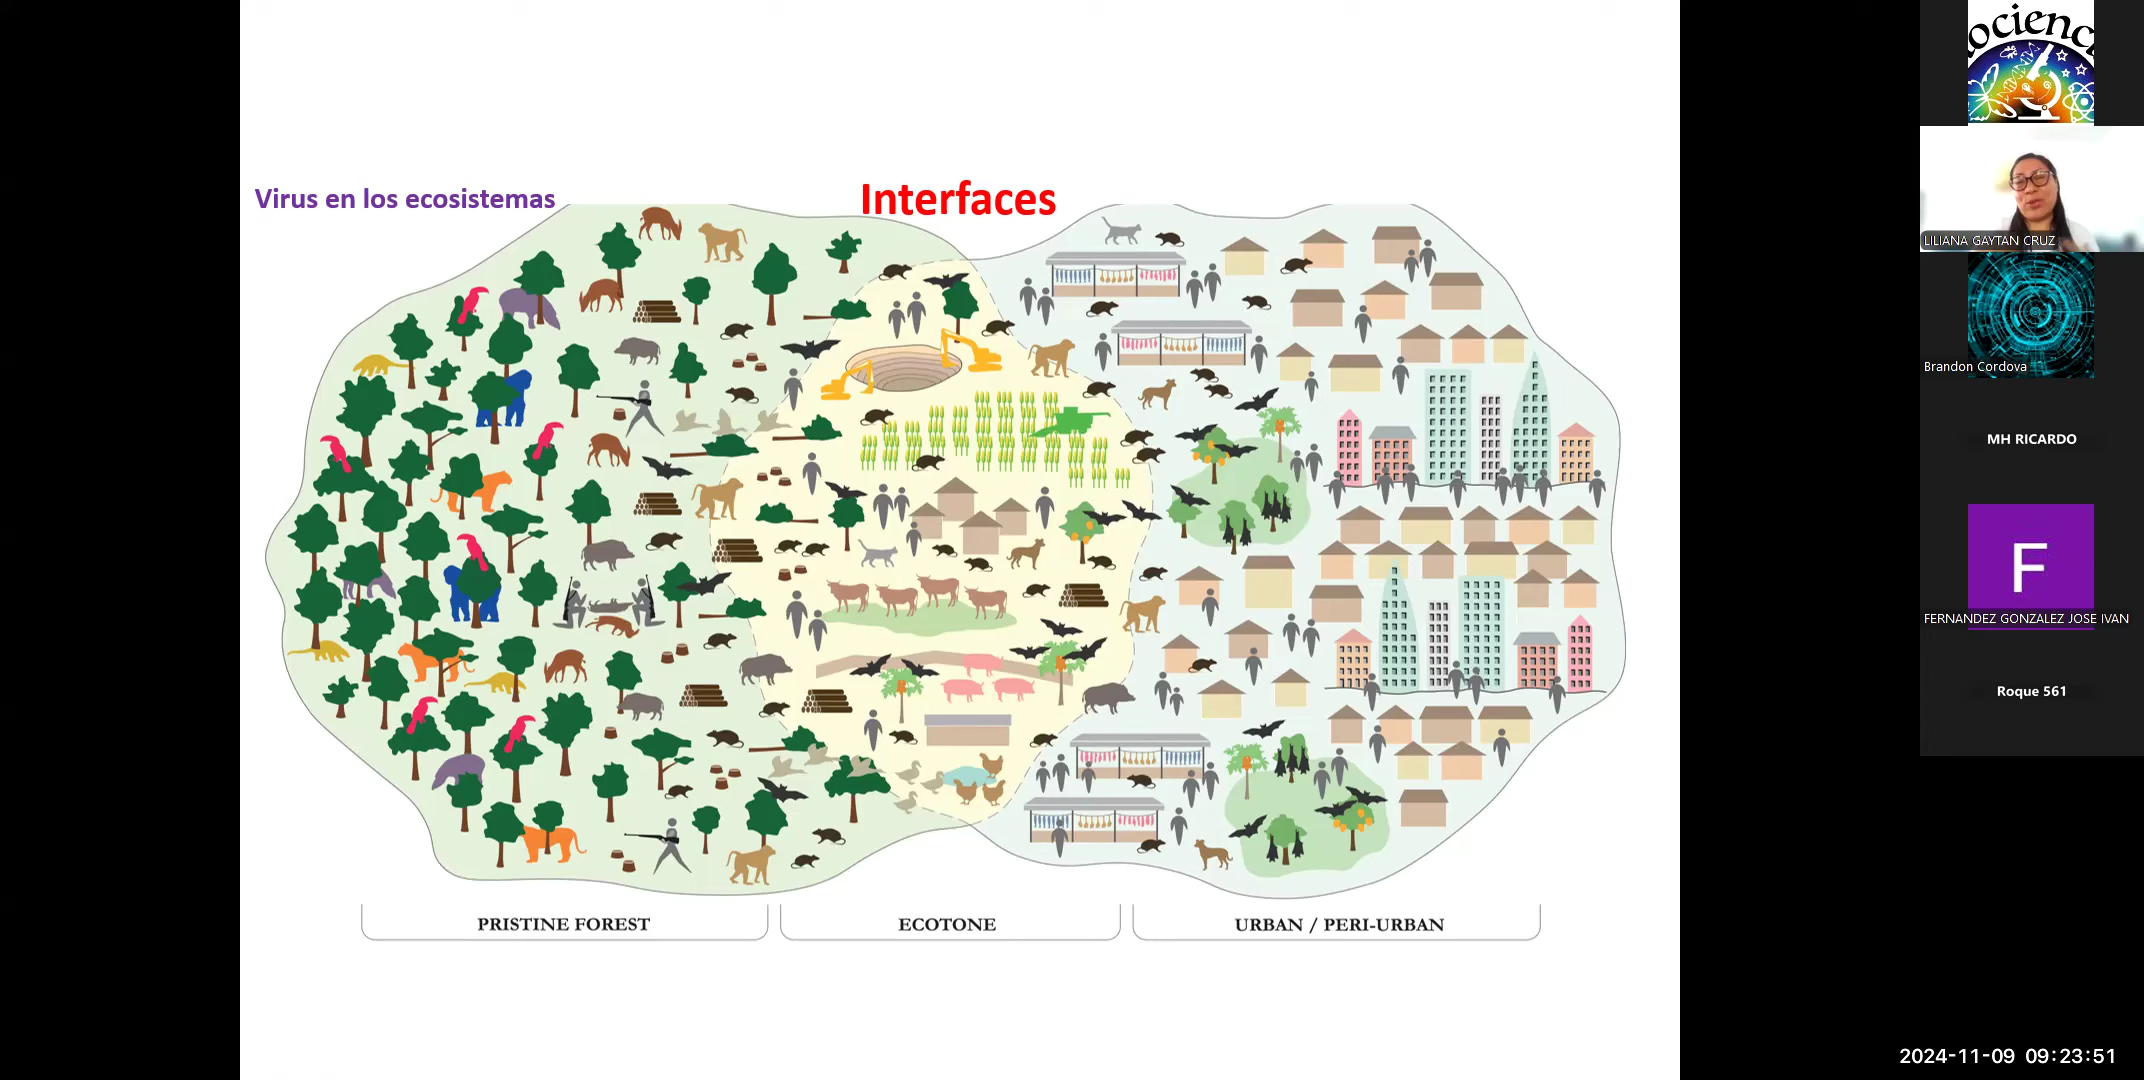 Virus en los ecosistemas
Interfaces
PRISTINE FOREST
ECOTONE
URBAN / PERI-URBAN
ocienc
LILIANA GAYTAN CRUZ
Brandon Cordova
MH RICARDO
F
FERNANDEZ GONZALEZ JOSE IVAN
Roque 561
2024-11-09 09:23:51